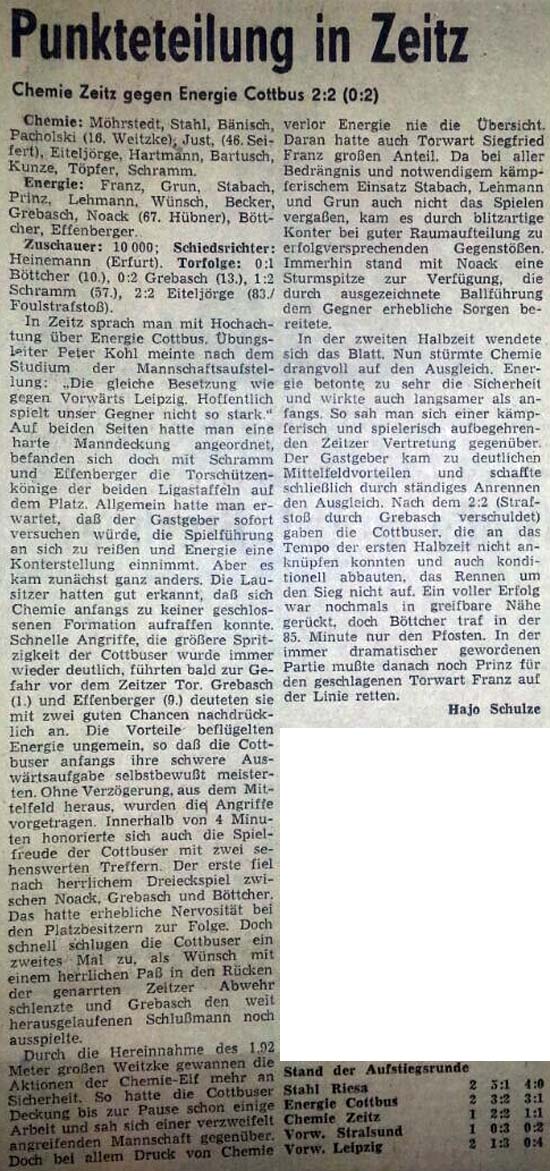 Punkteteilung in Zeitz
Chemie Zeitz gegen Energie Cottbus 2:2 (0:2)
Chemie: Möhrstedt, Stahl, Bänisch,
Pacholski (16. Weitzke), Just, (46. Sei-
fert), Eiteljörge, Hartmann, Bartusch,
Kunze, Töpfer, Schramm.
Energie: Franz, Grun, Stabach,
Prinz, Lehmann, Wünsch, Becker,
Grebasch, Noack (67. Hübner), Bött-
cher, Effenberger.
Zuschauer: 10 000; Schiedsrichter:
Heinemann (Erfurt). Torfolge: 0:1
Böttcher (10.), 0:2 Grebasch (13.), 1:2
Schramm (57.), 2:2 Eiteljörge (83./
Foulstrafstoß).
In Zeitz sprach man mit Hochach-
tung über Energie Cottbus. Übungs-
leiter Peter Kohl meinte nach dem
Studium der Mannschaftsaufstel-
lung: „Die gleiche Besetzung wie
gegen Vorwärts Leipzig. Hoffentlich
spielt unser Gegner nicht so stark.“
Auf beiden Seiten hatte man eine
harte Manndeckung angeordnet,
befanden sich doch mit Schramm
und Effenberger die Torschützen-
könige der beiden Ligastaffeln auf
dem Platz. Allgemein hatte man er-
wartet, daß der Gastgeber sofort
versuchen würde, die Spielführung
an sich zu reißen und Energie eine
Konterstellung einnimmt. Aber es
kam zunächst ganz anders. Die Lau-
sitzer hatten gut erkannt, daß sich
Chemie anfangs zu keiner geschlos-
senen Formation aufraffen konnte.
Schnelle Angriffe, die größere Sprit-
zigkeit der Cottbuser wurde immer
wieder deutlich, führten bald zur Ge-
fahr vor dem Zeitzer Tor. Grebasch
(1.) und Effenberger (9.) deuteten sie
mit zwei guten Chancen nachdrück-
lich an. Die Vorteile beflügelten
Energie ungemein, so daß die Cott-
buser anfangs ihre schwere Aus-
wärtsaufgabe selbstbewußt meister-
ten. Ohne Verzögerung, aus dem Mit-
telfeld heraus, wurden die Angriffe
vorgetragen. Innerhalb von 4 Minu-
ten honorierte sich auch die Spiel-
freude der Cottbuser mit zwei se-
henswerten Treffern. Der erste fiel
nach herrlichem Dreieckspiel zwi-
schen Noack, Grebasch und Böttcher.
Das hatte erhebliche Nervosität bei
den Platzbesitzern zur Folge. Doch
schnell schlugen die Cottbuser ein
zweites Mal zu, als Wünsch mit
einem herrlichen Paß in den Rücken
der genarrten Zeitzer Abwehr
schlenzte und Grebasch den weit
herausgelaufenen Schlußmann noch
ausspielte.
Durch die Hereinnahme des 1,92
Meter großen Weitzke gewannen die
Aktionen der Chemie-Elf mehr an
Sicherheit. So hatte die Cottbuser
Deckung bis zur Pause schon einige
Arbeit und sah sich einer verzweifelt
angreifenden Mannschaft gegenüber.
Doch bei allem Druck von Chemie
verlor Energie nie die Übersicht.
Daran hatte auch Torwart Siegfried
Franz großen Anteil. Da bei aller
Bedrängnis und notwendigem kämp-
ferischem Einsatz Stabach, Lehmann
und Grun auch nicht das Spielen
vergaßen, kam es durch blitzartige
Konter bei guter Raumaufteilung zu
erfolgversprechenden Gegenstößen.
Immerhin stand mit Noack eine
Sturmspitze zur Verfügung, die
durch ausgezeichnete Ballführung
dem Gegner erhebliche Sorgen be-
reitete.
In der zweiten Halbzeit wendete
sich das Blatt. Nun stürmte Chemie
drangvoll auf den Ausgleich. Ener-
gie betonte zu sehr die Sicherheit
und wirkte auch langsamer als an-
fangs. So sah man sich einer kämp-
ferisch und spielerisch aufbegehren-
den Zeitzer Vertretung gegenüber.
Der Gastgeber kam zu deutlichen
Mittelfeldvorteilen und schaffte
schließlich durch ständiges Anrennen
den Ausgleich. Nach dem 2:2 (Straf-
stoß durch Grebasch verschuldet)
gaben die Cottbuser, die an das
Tempo der ersten Halbzeit nicht an-
knüpfen konnten und auch kondi-
tionell abbauten, das Rennen um
den Sieg nicht auf. Ein voller Erfolg
war nochmals in greifbare Nähe
gerückt, doch Böttcher traf in der
85. Minute nur den Pfosten. In der
immer dramatischer gewordenen
Partie mußte danach noch Prinz für
den geschlagenen Torwart Franz auf
der Linie retten.
Hajo Schulze
Stand der Aufstiegsrunde
Stahl Riesa 2 5:1 4:0
Energie Cottbus 2 3:2 3:1
Chemie Zeitz 1 2:2 1:1
Vorw. Stralsund 1 0:3 0:2
Vorw. Leipzig 2 1:3 0:4